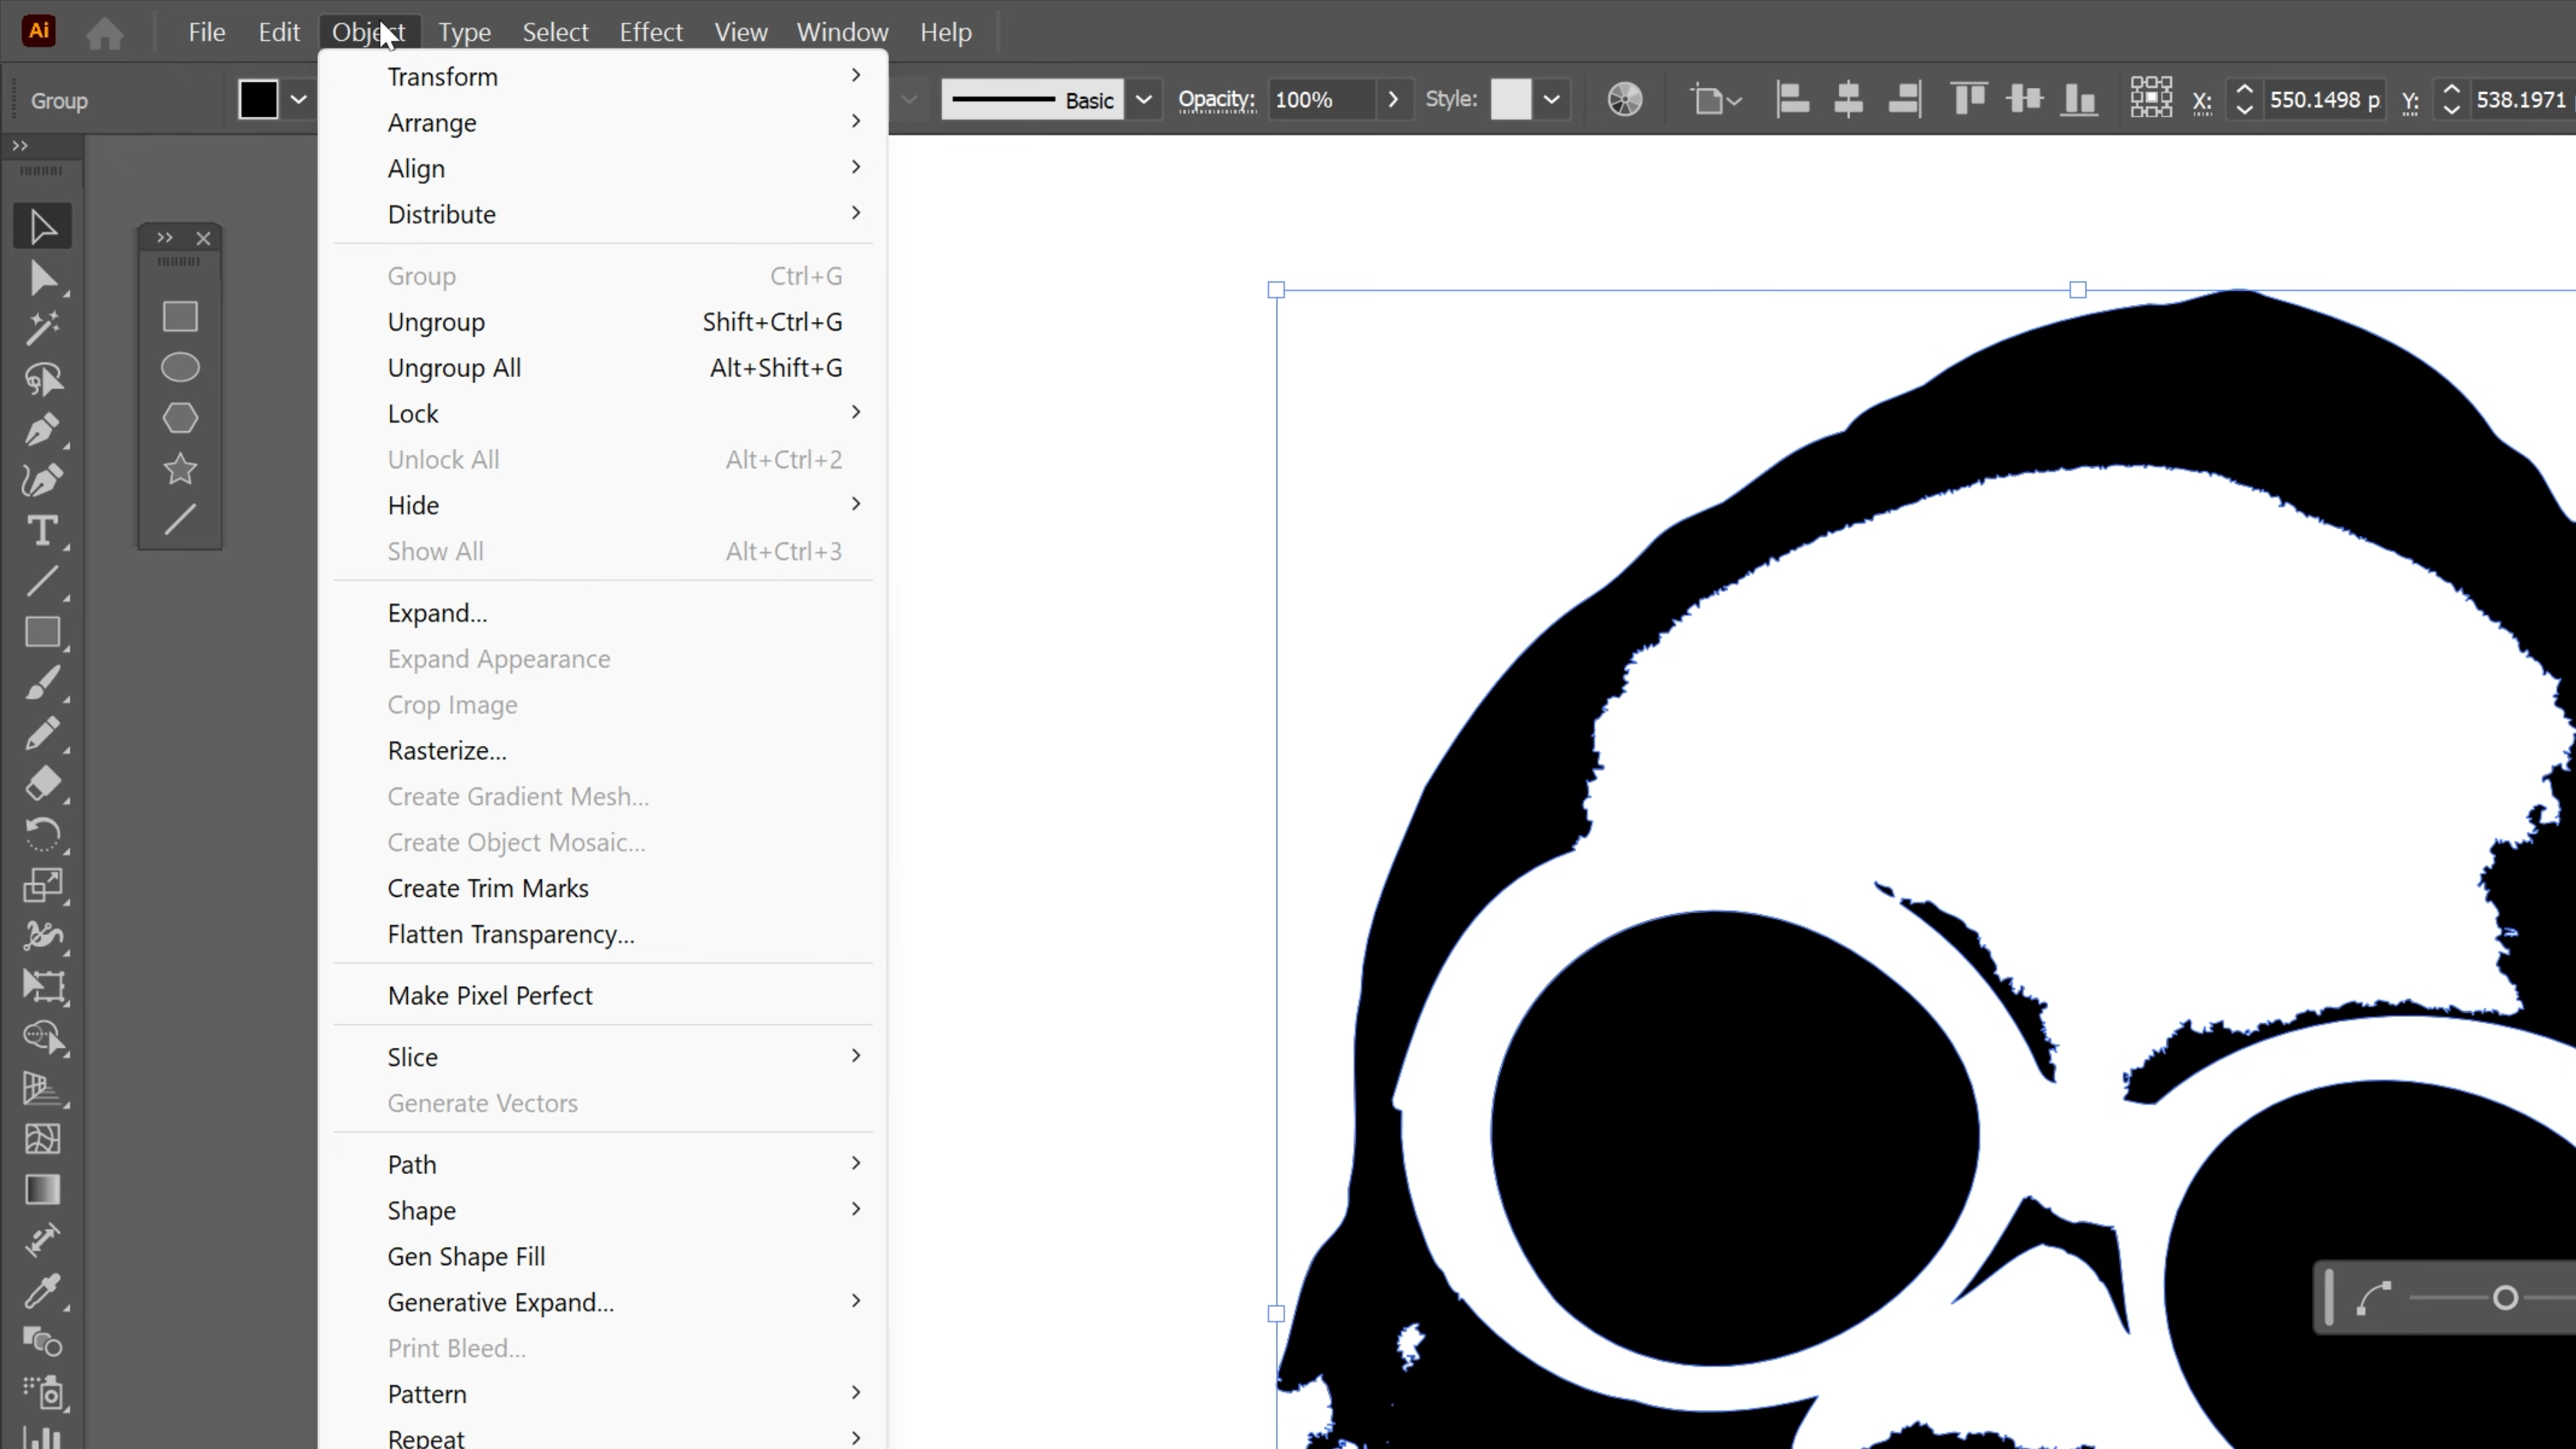 Ai File Edit Object Type Select Effect View Window Help
Group Basic Opacity: 100% Style: X: 550.1498 p Y: 538.1971
Transform
Arrange
Align
Distribute
Group Ctrl+G
Ungroup Shift+Ctrl+G
Ungroup All Alt+Shift+G
Lock
Unlock All Alt+Ctrl+2
Hide
Show All Alt+Ctrl+3
Expand...
Expand Appearance
Crop Image
Rasterize...
Create Gradient Mesh...
Create Object Mosaic...
Create Trim Marks
Flatten Transparency...
Make Pixel Perfect
Slice
Generate Vectors
Path
Shape
Gen Shape Fill
Generative Expand...
Print Bleed...
Pattern
Repeat